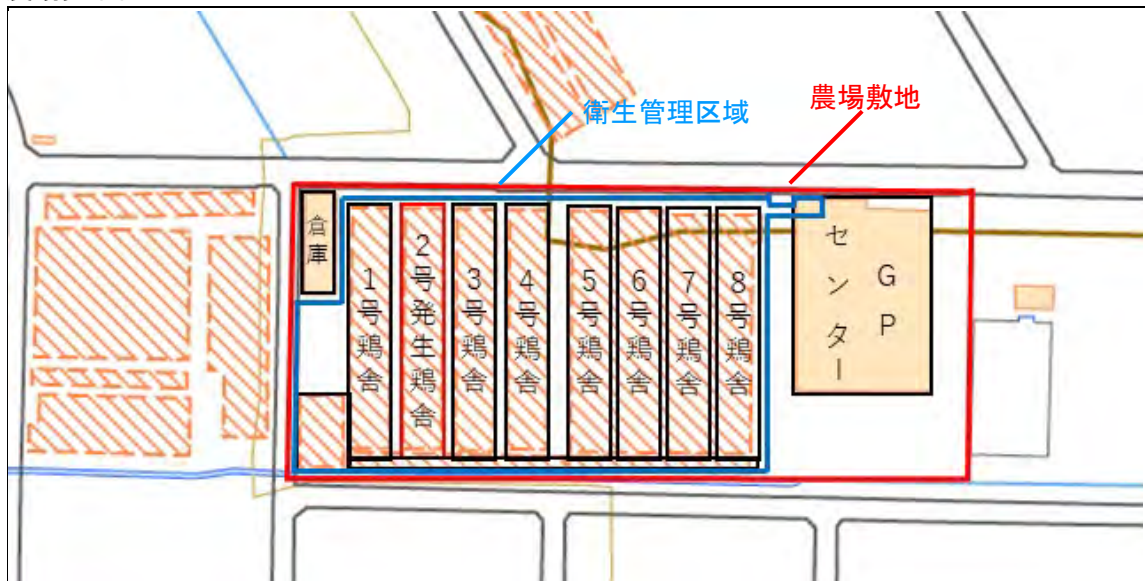 衛生管理区域
農場敷地
倉庫
1号鶏舎
2号発生鶏舎
3号鶏舎
4号鶏舎
5号鶏舎
6号鶏舎
7号鶏舎
8号鶏舎
GP
センター